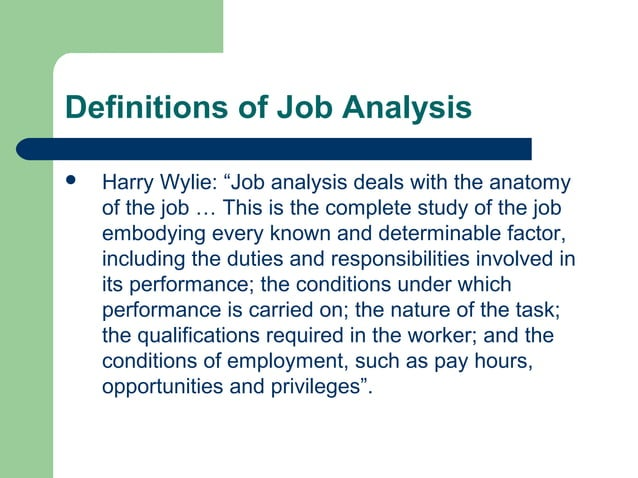 Definitions of Job Analysis
Harry Wylie: “Job analysis deals with the anatomy
of the job … This is the complete study of the job
embodying every known and determinable factor,
including the duties and responsibilities involved in
its performance; the conditions under which
performance is carried on; the nature of the task;
the qualifications required in the worker; and the
conditions of employment, such as pay hours,
opportunities and privileges”.